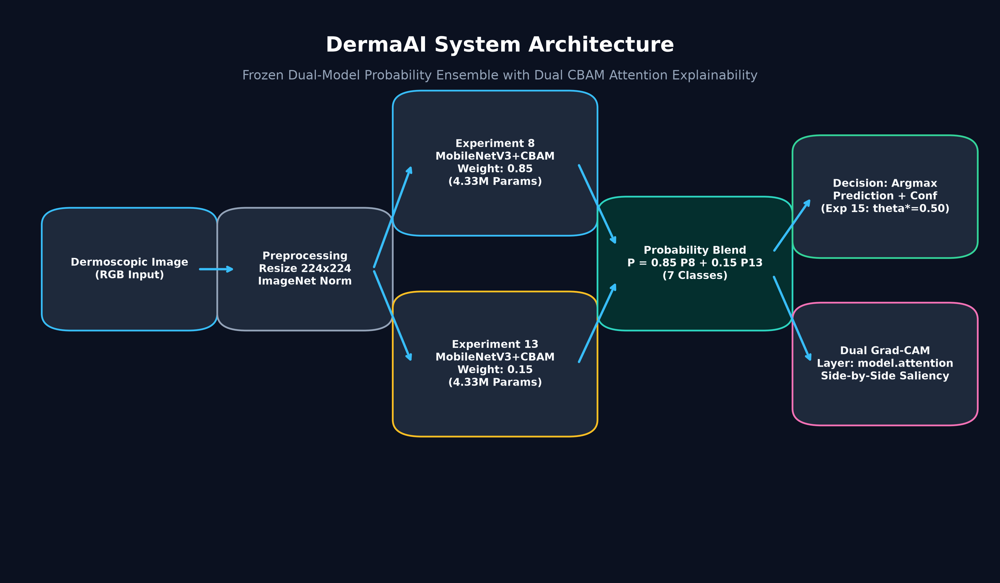 DermaAI System Architecture
Frozen Dual-Model Probability Ensemble with Dual CBAM Attention Explainability
Dermoscopic Image
(RGB Input)
Preprocessing
Resize 224x224
ImageNet Norm
Experiment 8
MobileNetV3+CBAM
Weight: 0.85
(4.33M Params)
Experiment 13
MobileNetV3+CBAM
Weight: 0.15
(4.33M Params)
Probability Blend
P = 0.85 P8 + 0.15 P13
(7 Classes)
Decision: Argmax
Prediction + Conf
(Exp 15: theta*=0.50)
Dual Grad-CAM
Layer: model.attention
Side-by-Side Saliency